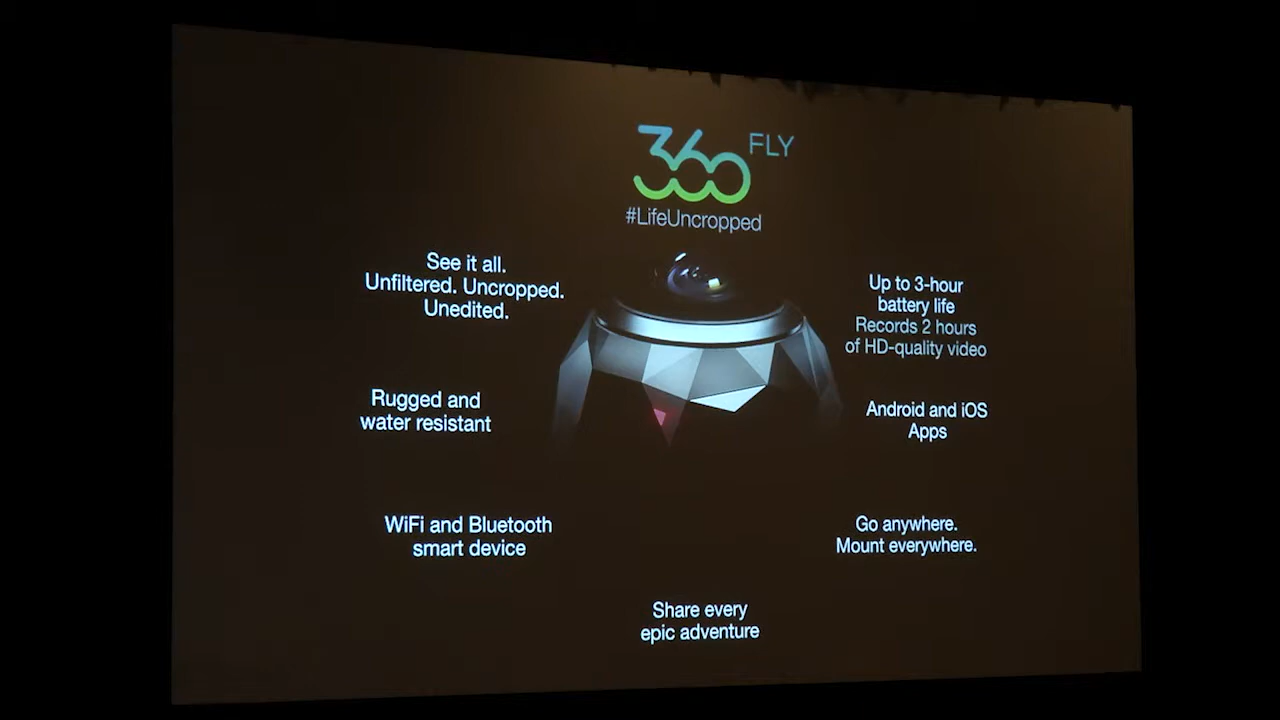 360 FLY
#LifeUncropped
See it all.
Unfiltered. Uncropped.
Unedited.
Up to 3-hour
battery life
Records 2 hours
of HD-quality video
Rugged and
water resistant
Android and iOS
Apps
WiFi and Bluetooth
smart device
Go anywhere.
Mount everywhere.
Share every
epic adventure